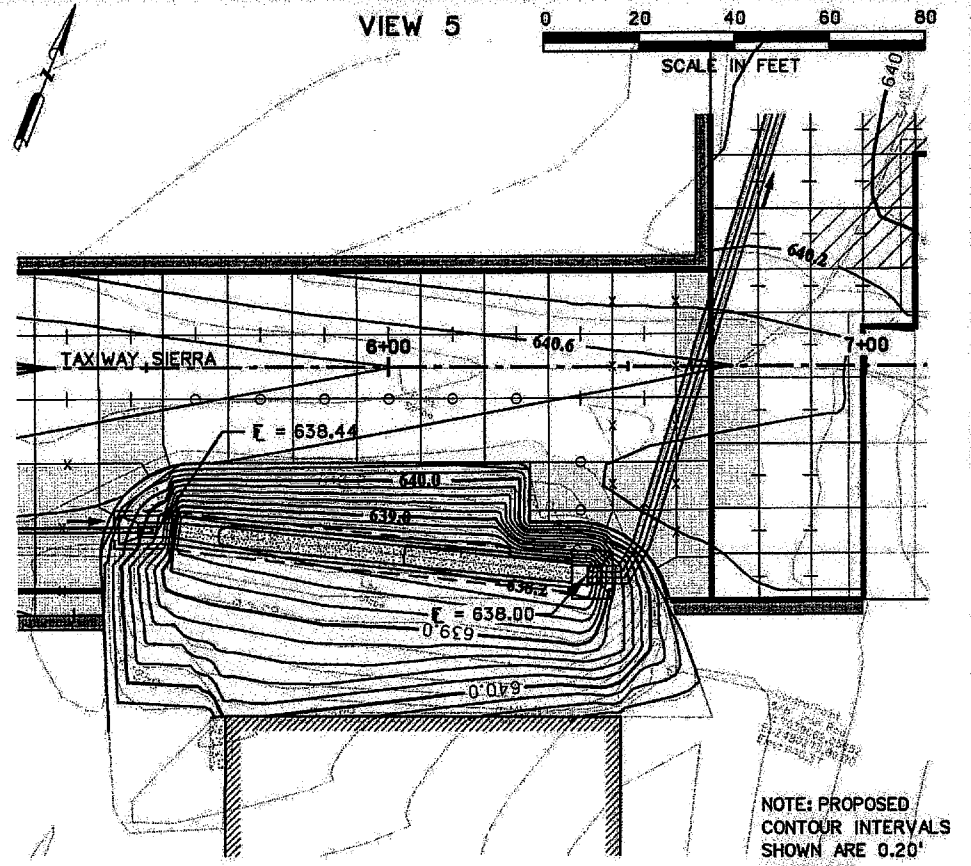 VIEW 5
0 20 40 60 80
SCALE IN FEET
640
640.2
TAXIWAY SIERRA
6+00
640.6
7+00
= 638.44
640.0
639.0
638.2
= 638.00
639.0
640.0
NOTE: PROPOSED
CONTOUR INTERVALS
SHOWN ARE 0.20'